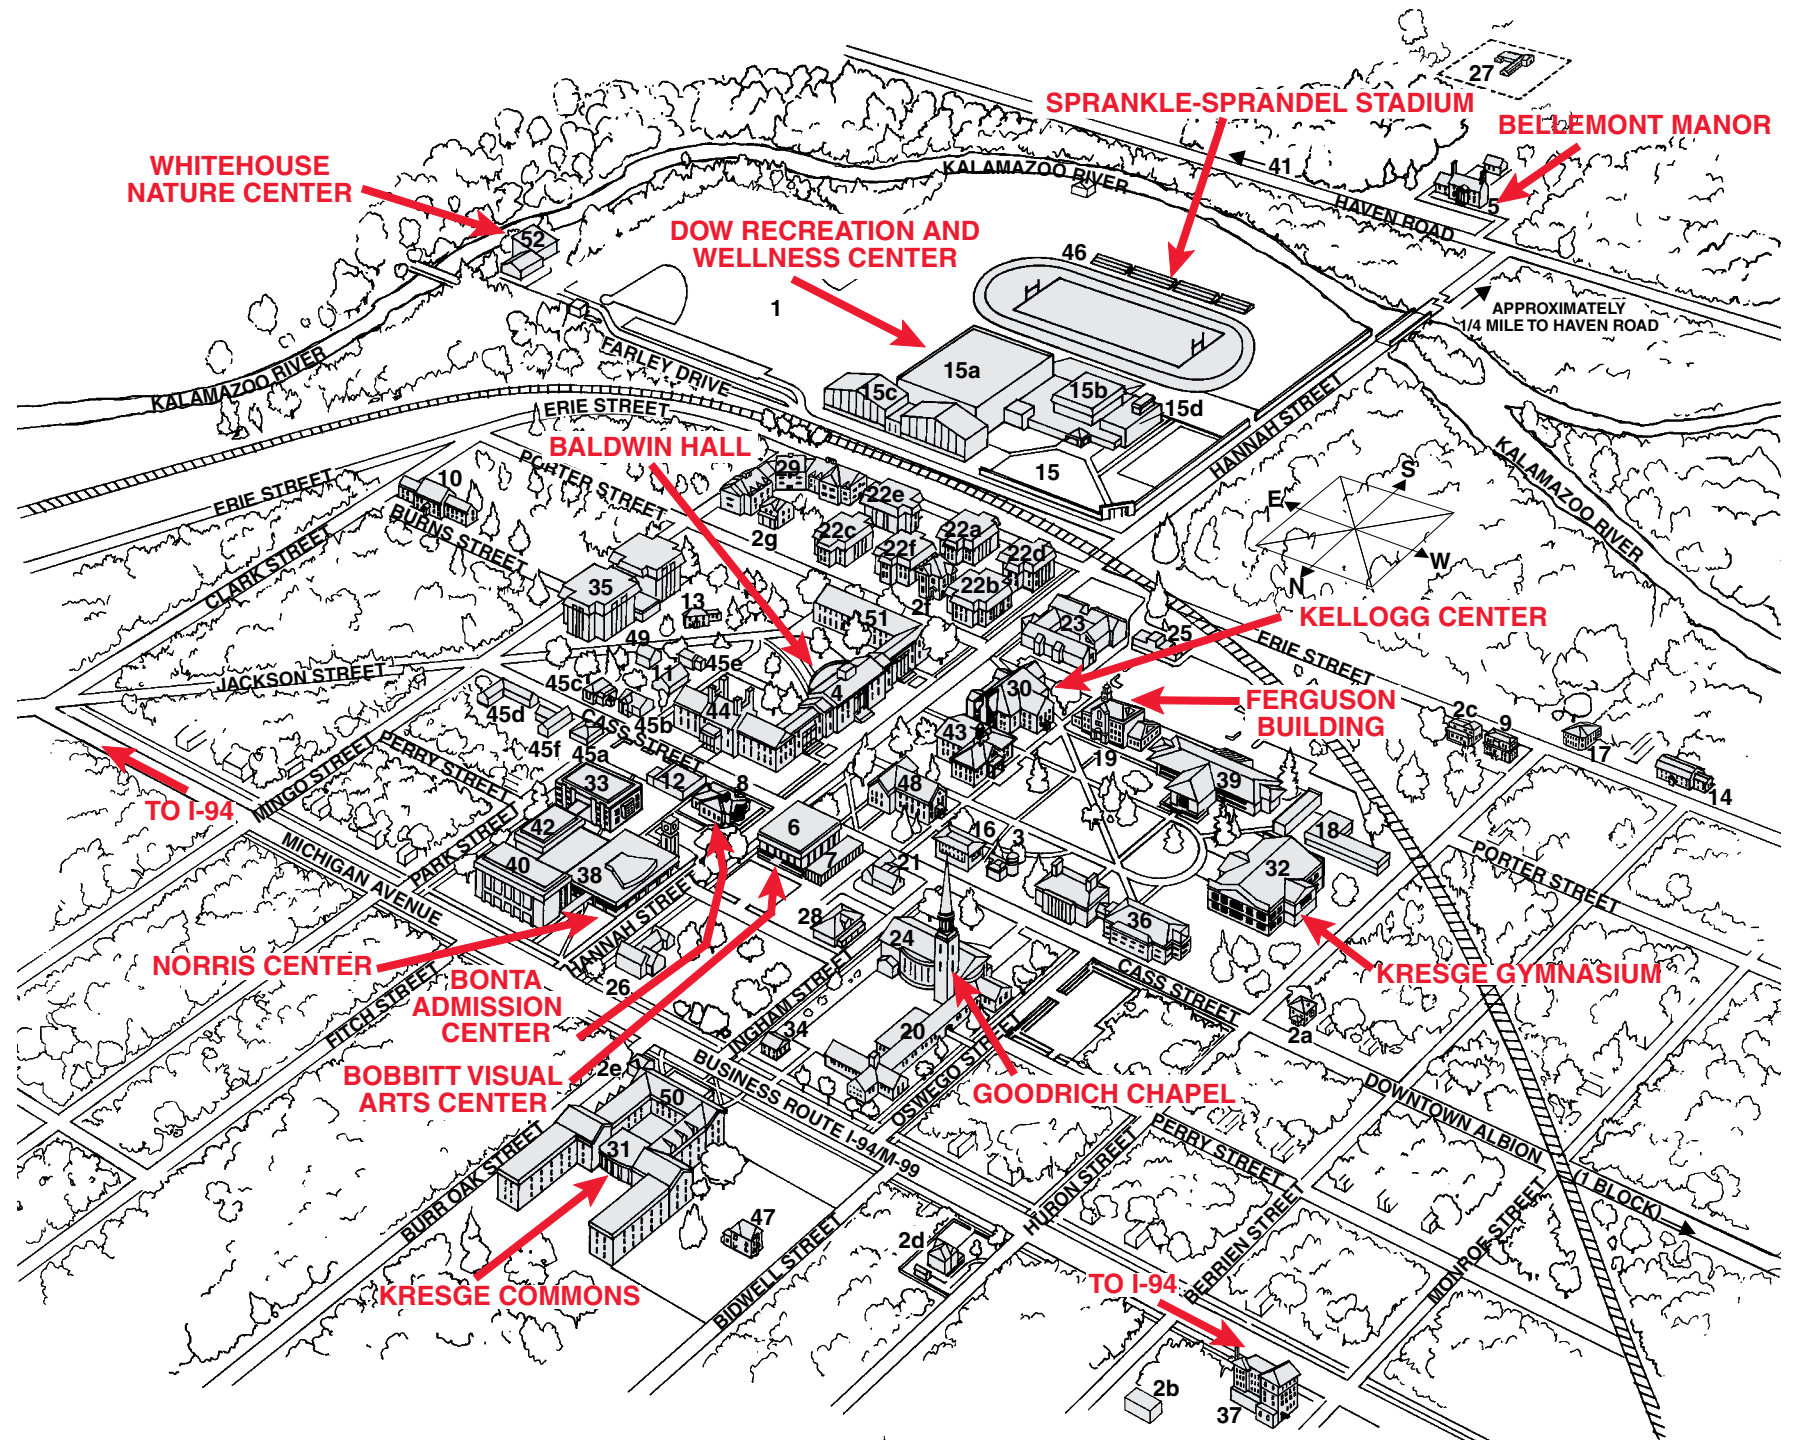 27
SPRANKLE-SPRANDEL STADIUM
BELLEMONT MANOR
WHITEHOUSE
NATURE CENTER
KALAMAZOO RIVER
41
5
HAVEN ROAD
52
DOW RECREATION AND
WELLNESS CENTER
46
1
APPROXIMATELY
1/4 MILE TO HAVEN ROAD
KALAMAZOO RIVER
FARLEY DRIVE
15a
15c
15b
15d
15
ERIE STREET
HANNAH STREET
KALAMAZOO RIVER
BALDWIN HALL
PORTER STREET
ERIE STREET
10
29
22e
S
E
W
N
BURNS STREET
CLARK STREET
2g
22c
22f
22a
22d
22b
2f
35
13
51
23
25
KELLOGG CENTER
ERIE STREET
49
11
45e
JACKSON STREET
45c
45d
45b
45f
45a
CASS STREET
44
4
30
FERGUSON
BUILDING
2c
9
17
14
43
19
39
TO I-94
MINGO STREET
PERRY STREET
PARK STREET
MICHIGAN AVENUE
33
12
8
48
6
7
42
40
38
16
3
21
18
32
PORTER STREET
HANNAH STREET
28
24
36
NORRIS CENTER
26
CASS STREET
KRESGE GYMNASIUM
FITCH STREET
BONTA
ADMISSION
CENTER
INGHAM STREET
34
20
2a
BOBBITT VISUAL
ARTS CENTER
2e
BUSINESS ROUTE I-94/M-99
OSWEGO STREET
GOODRICH CHAPEL
DOWNTOWN ALBION
(1 BLOCK)
50
31
BURR OAK STREET
PERRY STREET
HURON STREET
47
2d
BIDWELL STREET
KRESGE COMMONS
TO I-94
BERRIEN STREET
MONROE STREET
2b
37